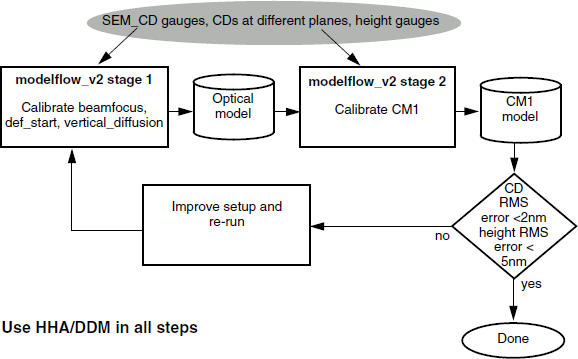 SEM_CD gauges, CDs at different planes, height gauges
modelflow_v2 stage 1
Calibrate beamfocus,
def_start, vertical_diffusion
Optical
model
modelflow_v2 stage 2
Calibrate CM1
CM1
model
CD
RMS
error <2nm
height RMS
error <
5nm
no
yes
Improve setup and
re-run
Use HHA/DDM in all steps
Done